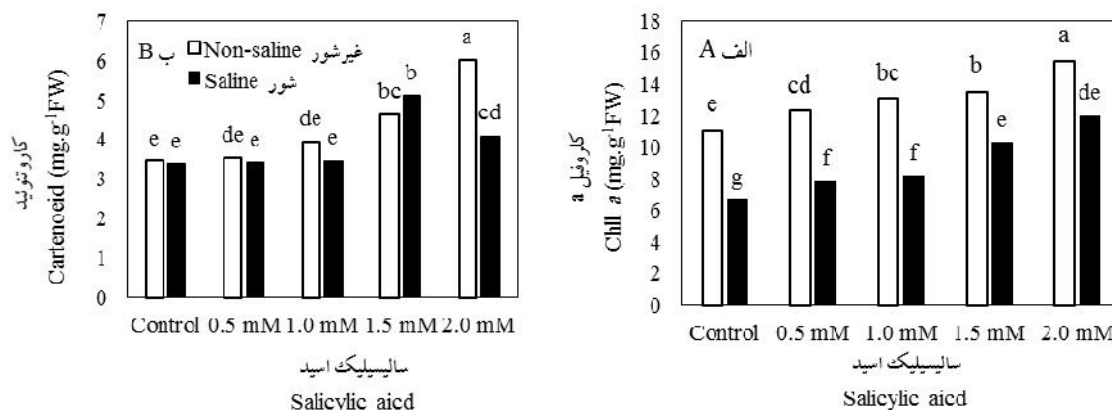 7
6
5
4
3
2
1
0
کاروتنوئید
Cartenoeid (mg.g-1FW)
ب B
Non-saline غیرشور
Saline شور
e e de e de e bc b a cd
Control 0.5 mM 1.0 mM 1.5 mM 2.0 mM
سالیسیلیک اسید
Salicylic aicd
18
16
14
12
10
8
6
4
2
0
کلروفیل a
Chll a (mg.g-1FW)
الف A
e g cd f bc f b e a de
Control 0.5 mM 1.0 mM 1.5 mM 2.0 mM
سالیسیلیک اسید
Salicylic aicd